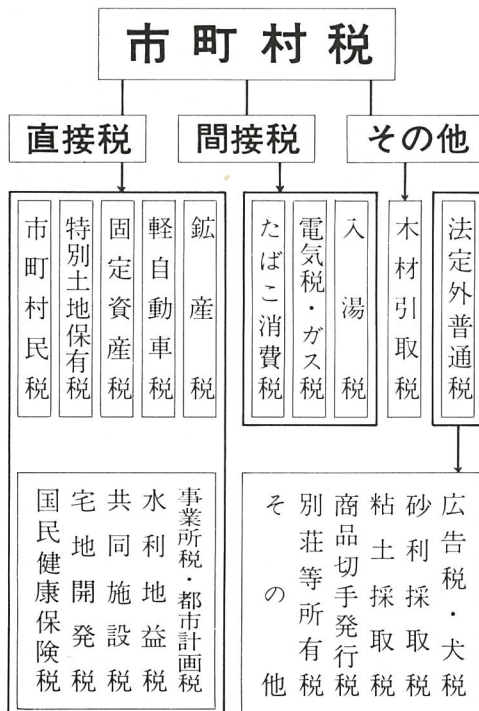 市町村税
直接税
間接税
その他
市町村民税
特別土地保有税
固定資産税
軽自動車税
鉱産税
たばこ消費税
電気税・ガス税
入湯税
木材引取税
法定外普通税
事業所税・都市計画税
水利地益税
共同施設税
宅地開発税
国民健康保険税
広告税・犬税
砂利採取税
粘土採取税
商品切手発行税
別荘等所有税
その他